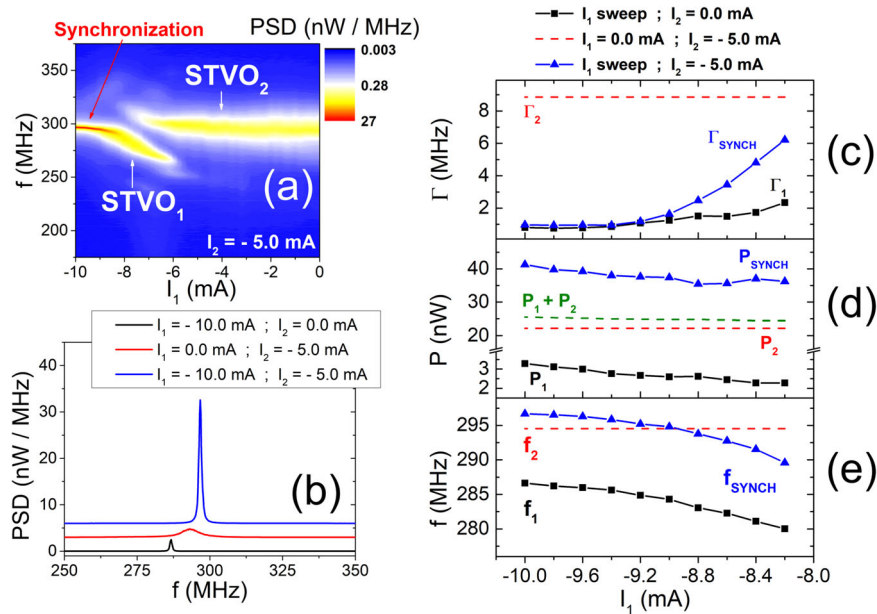 Synchronization
PSD (nW / MHz)
0.003
0.28
27
STVO₂
STVO₁
(a)
I₂ = - 5.0 mA
350
300
250
200
f (MHz)
-10 -8 -6 -4 -2 0
I₁ (mA)
I₁ = - 10.0 mA ; I₂ = 0.0 mA
I₁ = 0.0 mA ; I₂ = - 5.0 mA
I₁ = - 10.0 mA ; I₂ = - 5.0 mA
40
30
20
10
0
PSD (nW / MHz)
(b)
250 300 350
f (MHz)
I₁ sweep ; I₂ = 0.0 mA
I₁ = 0.0 mA ; I₂ = - 5.0 mA
I₁ sweep ; I₂ = - 5.0 mA
8
6
4
2
Γ (MHz)
Γ₂
Γ_SYNCH
Γ₁
(c)
40
30
20
3
2
P (nW)
P_SYNCH
P₁ + P₂
P₂
P₁
(d)
295
290
285
280
f (MHz)
f₂
f_SYNCH
f₁
(e)
-10.0 -9.6 -9.2 -8.8 -8.4 -8.0
I₁ (mA)